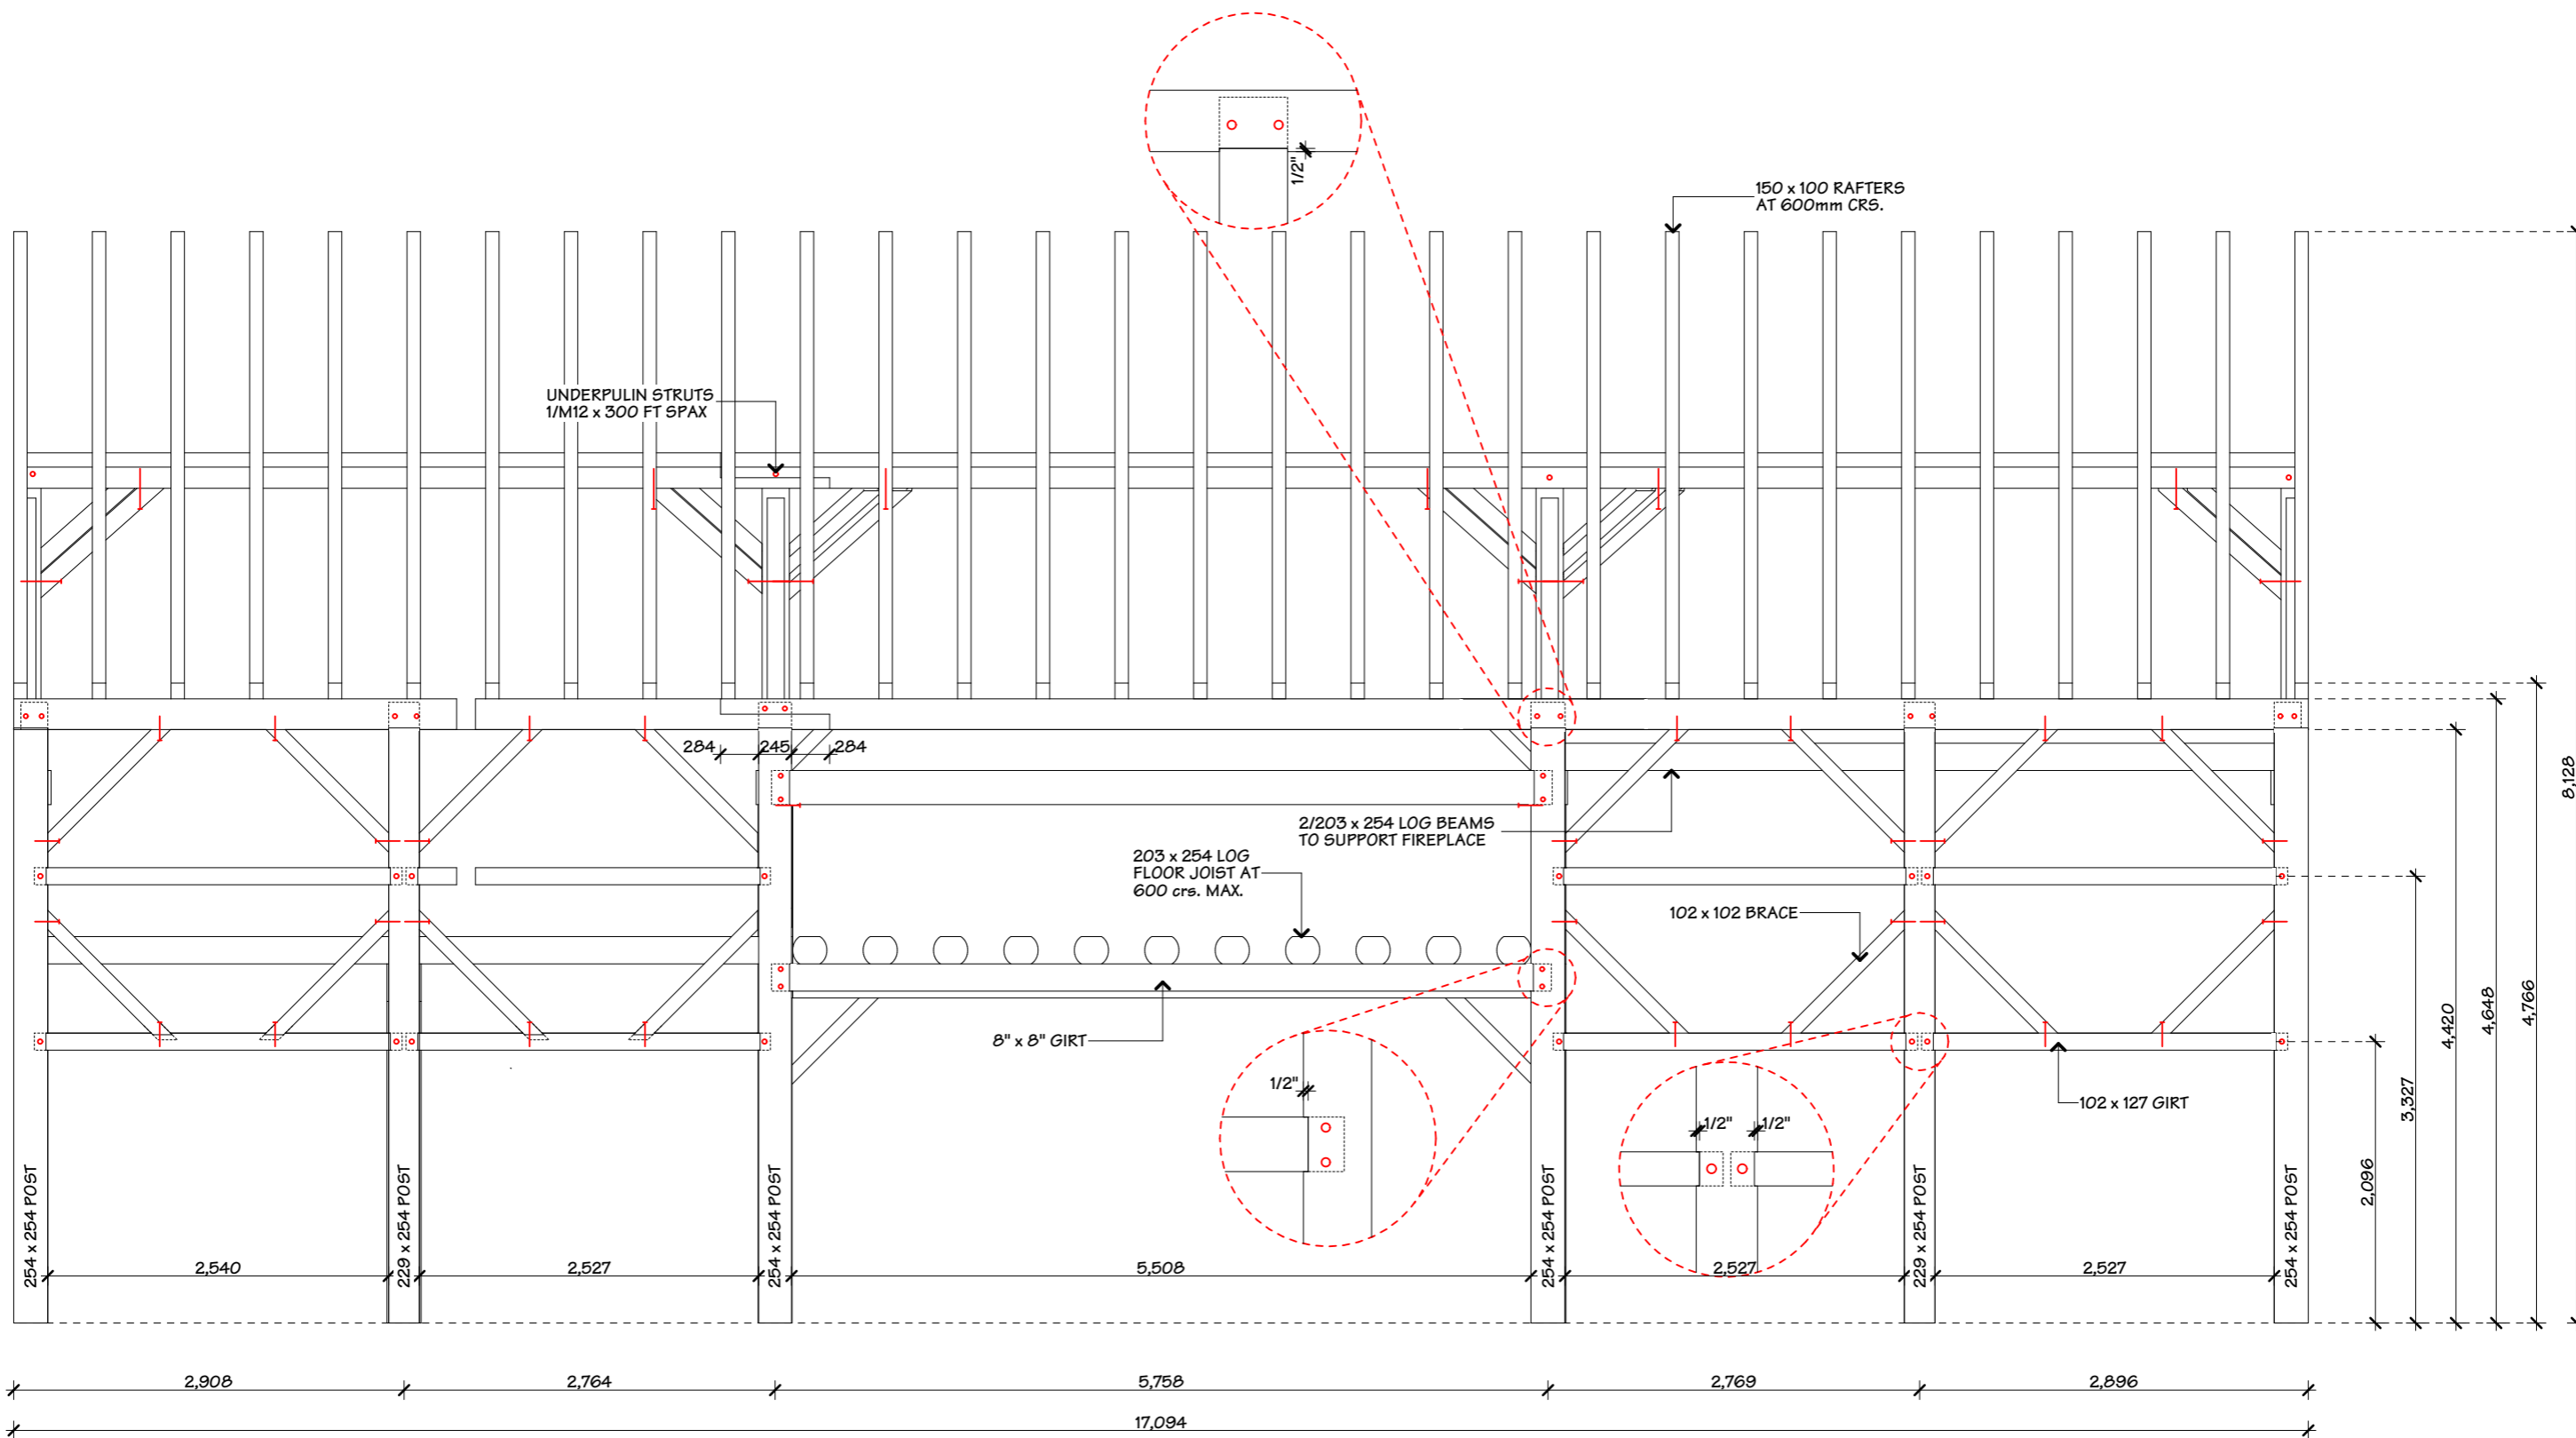 1/2"
150 x 100 RAFTERS
AT 600mm CRS.
UNDERPULIN STRUTS
1/M12 x 300 FT SPAX
284
245
284
8,128
2/203 x 254 LOG BEAMS
TO SUPPORT FIREPLACE
203 x 254 LOG
FLOOR JOIST AT
600 crs. MAX.
102 x 102 BRACE
8" x 8" GIRT
1/2"
1/2"
1/2"
102 x 127 GIRT
4,766
4,648
4,420
3,327
2,096
254 x 254 POST
229 x 254 POST
254 x 254 POST
254 x 254 POST
229 x 254 POST
254 x 254 POST
2,540
2,527
5,508
2,527
2,527
2,908
2,764
5,758
2,769
2,896
17,094